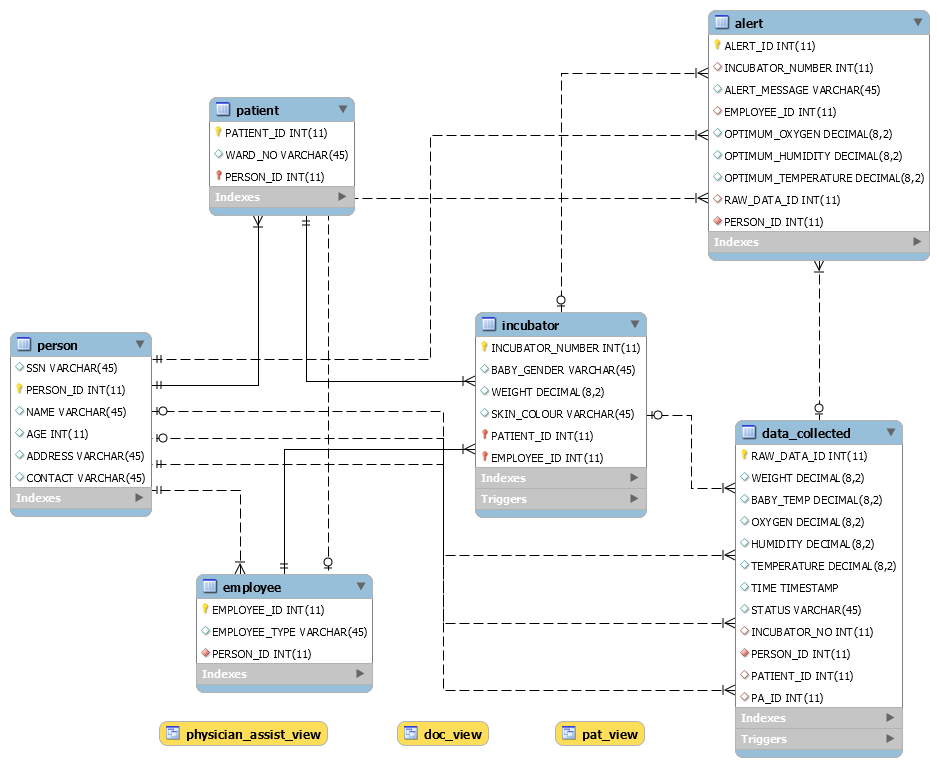 alert
ALERT_ID INT(11)
INCUBATOR_NUMBER INT(11)
ALERT_MESSAGE VARCHAR(45)
EMPLOYEE_ID INT(11)
OPTIMUM_OXYGEN DECIMAL(8,2)
OPTIMUM_HUMIDITY DECIMAL(8,2)
OPTIMUM_TEMPERATURE DECIMAL(8,2)
RAW_DATA_ID INT(11)
PERSON_ID INT(11)
Indexes
patient
PATIENT_ID INT(11)
WARD_NO VARCHAR(45)
PERSON_ID INT(11)
Indexes
incubator
INCUBATOR_NUMBER INT(11)
BABY_GENDER VARCHAR(45)
WEIGHT DECIMAL(8,2)
SKIN_COLOUR VARCHAR(45)
PATIENT_ID INT(11)
EMPLOYEE_ID INT(11)
Indexes
Triggers
person
SSN VARCHAR(45)
PERSON_ID INT(11)
NAME VARCHAR(45)
AGE INT(11)
ADDRESS VARCHAR(45)
CONTACT VARCHAR(45)
Indexes
data_collected
RAW_DATA_ID INT(11)
WEIGHT DECIMAL(8,2)
BABY_TEMP DECIMAL(8,2)
OXYGEN DECIMAL(8,2)
HUMIDITY DECIMAL(8,2)
TEMPERATURE DECIMAL(8,2)
TIME TIMESTAMP
STATUS VARCHAR(45)
INCUBATOR_NO INT(11)
PERSON_ID INT(11)
PATIENT_ID INT(11)
PA_ID INT(11)
Indexes
Triggers
employee
EMPLOYEE_ID INT(11)
EMPLOYEE_TYPE VARCHAR(45)
PERSON_ID INT(11)
Indexes
physician_assist_view
doc_view
pat_view